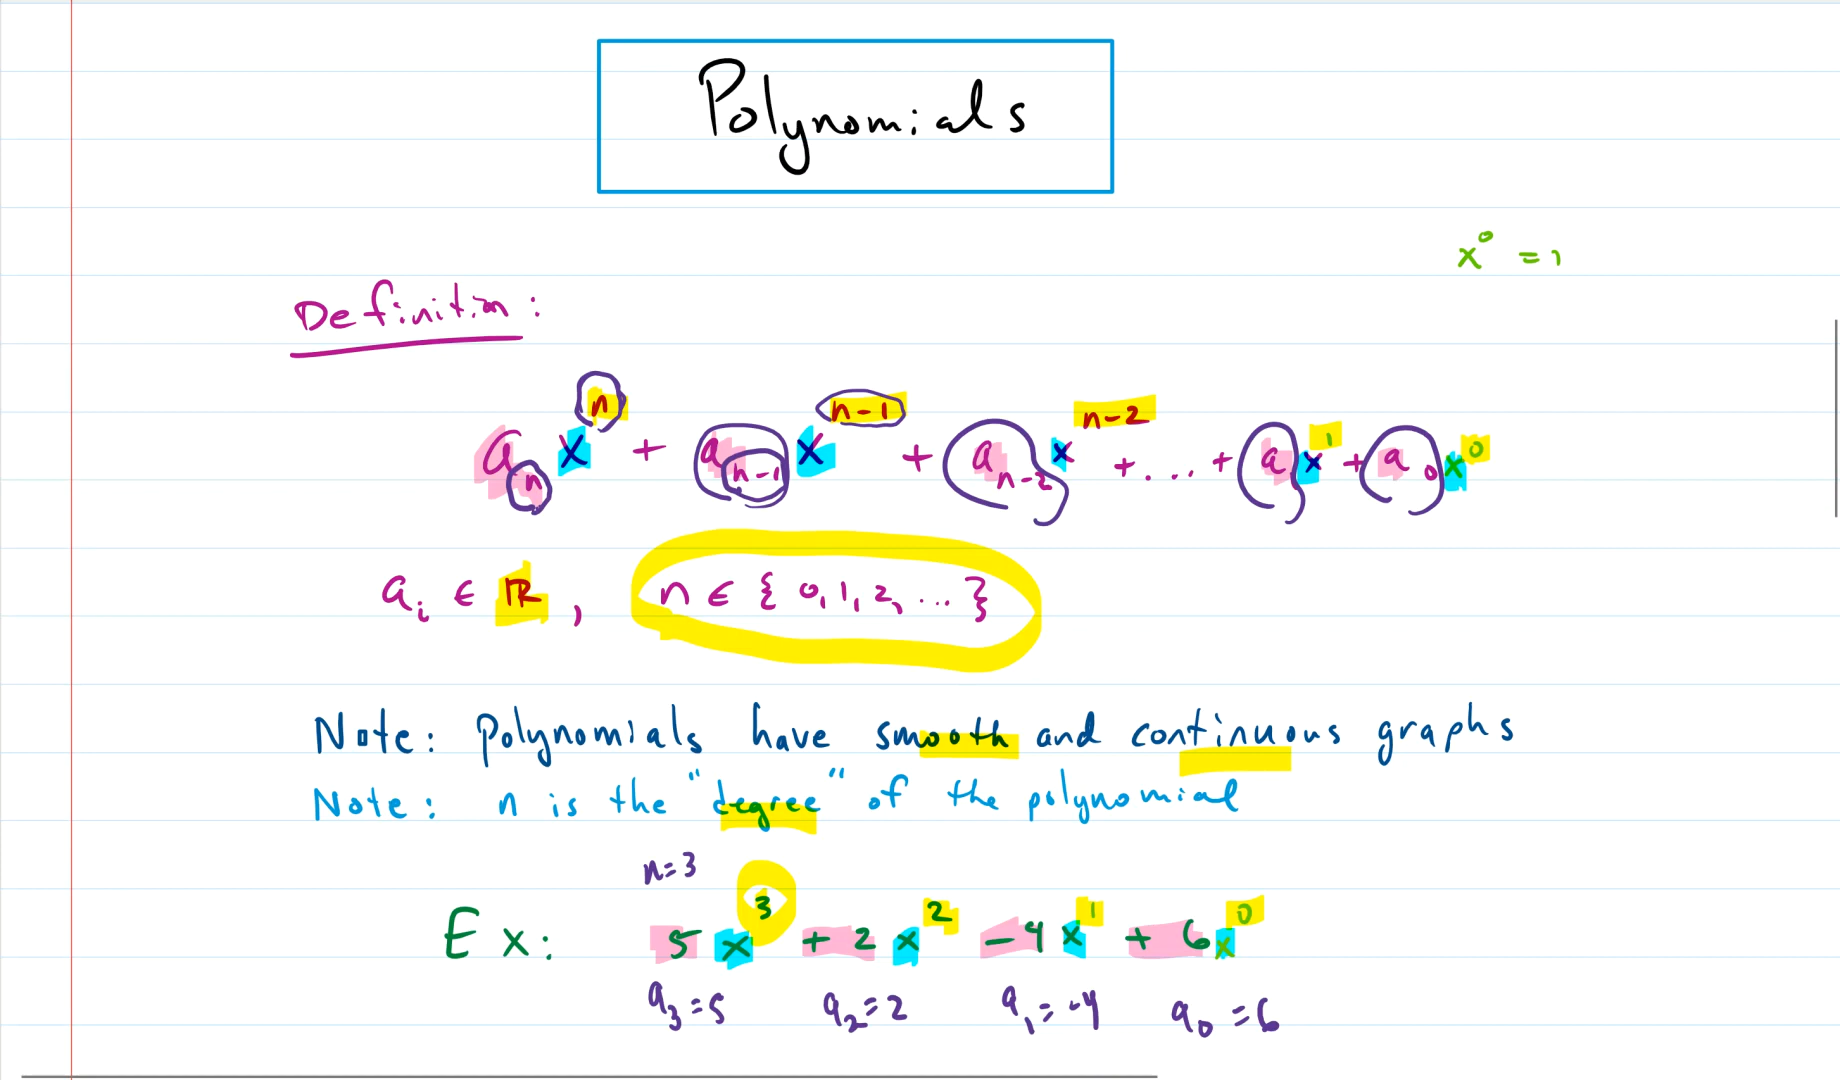 Polynomials
x⁰ = 1
Definition:
aₙxⁿ + aₙ₋₁xⁿ⁻¹ + aₙ₋₂xⁿ⁻² + ... + a₁x¹ + a₀x⁰
aᵢ ∈ ℝ, n ∈ {0, 1, 2, ...}
Note: Polynomials have smooth and continuous graphs
Note: n is the "degree" of the polynomial
n=3
Ex: 5x³ + 2x² - 4x¹ + 6x⁰
a₃=5 a₂=2 a₁=-4 a₀=6